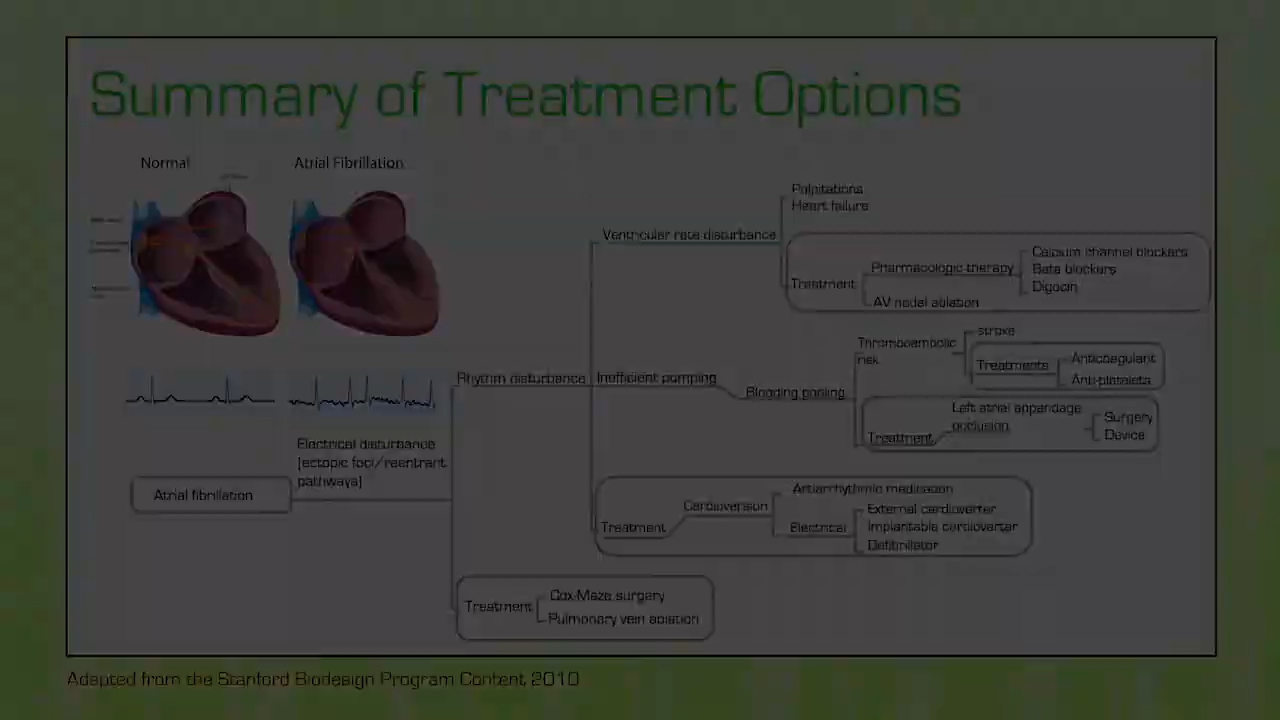 Summary of Treatment Options
Normal
Atrial Fibrillation
Palpitations
Heart failure
Ventricular rate disturbance
Calcium channel blockers
Pharmacologic therapy
Beta blockers
Treatment
Digoxin
AV nodal ablation
stroke
Thromboembolic
risk
Treatments
Anticoagulant
Anti-platelets
Rhythm disturbance
Inefficient pumping
Blooding pooling
Left atrial appendage
occlusion
Surgery
Device
Treatment
Electrical disturbance
[ectopic foci/reentrant
pathways]
Atrial fibrillation
Antiarrhythmic medication
Cardioversion
External cardioverter
Treatment
Electrical
Implantable cardioverter
Defibrillator
Cox-Maze surgery
Treatment
Pulmonary vein ablation
Adapted from the Stanford Biodesign Program Content 2010